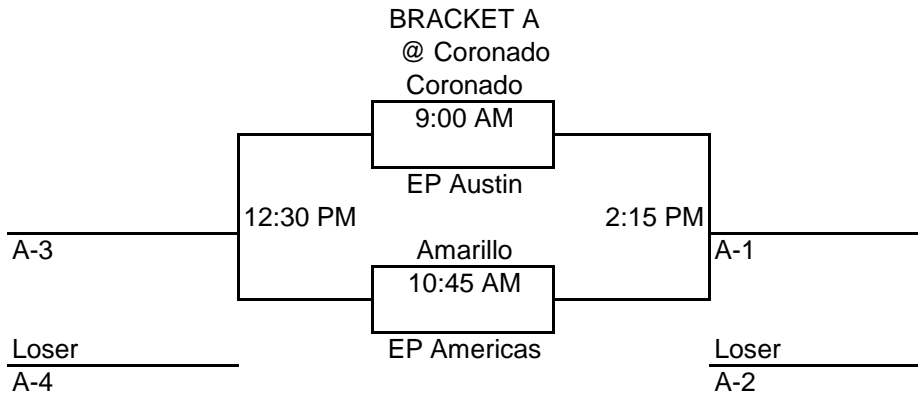 BRACKET A
@ Coronado
Coronado
9:00 AM
EP Austin
12:30 PM 2:15 PM
A-3 Amarillo A-1
10:45 AM
Loser EP Americas Loser
A-4 A-2